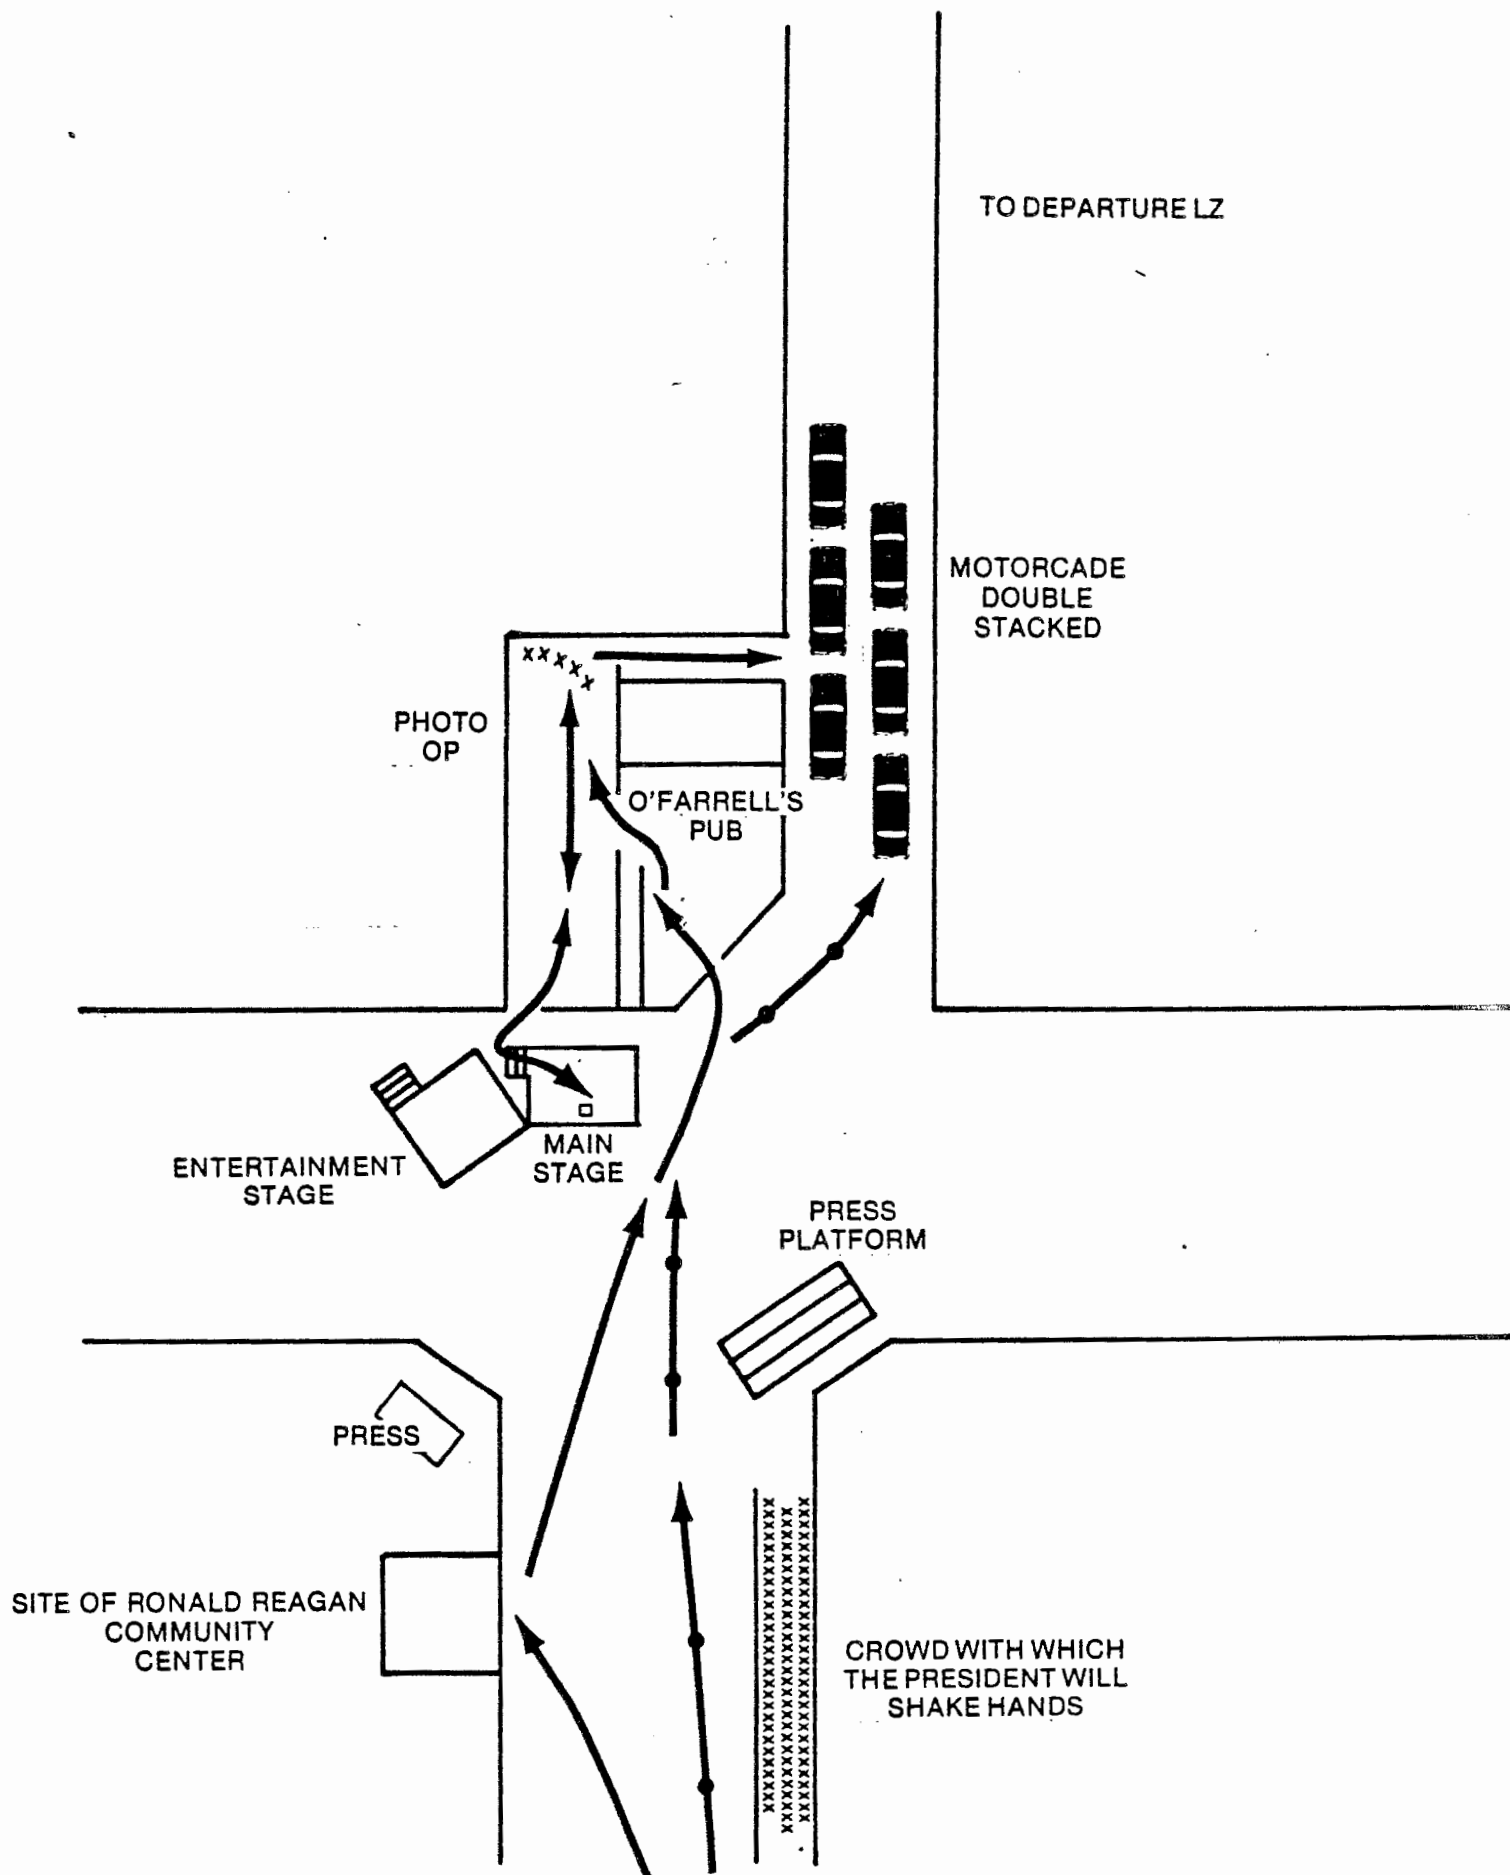 TO DEPARTURE LZ
MOTORCADE
DOUBLE
STACKED
xxxxx
PHOTO
OP
O'FARRELL'S
PUB
MAIN
STAGE
ENTERTAINMENT
STAGE
PRESS
PLATFORM
PRESS
SITE OF RONALD REAGAN
COMMUNITY
CENTER
CROWD WITH WHICH
THE PRESIDENT WILL
SHAKE HANDS